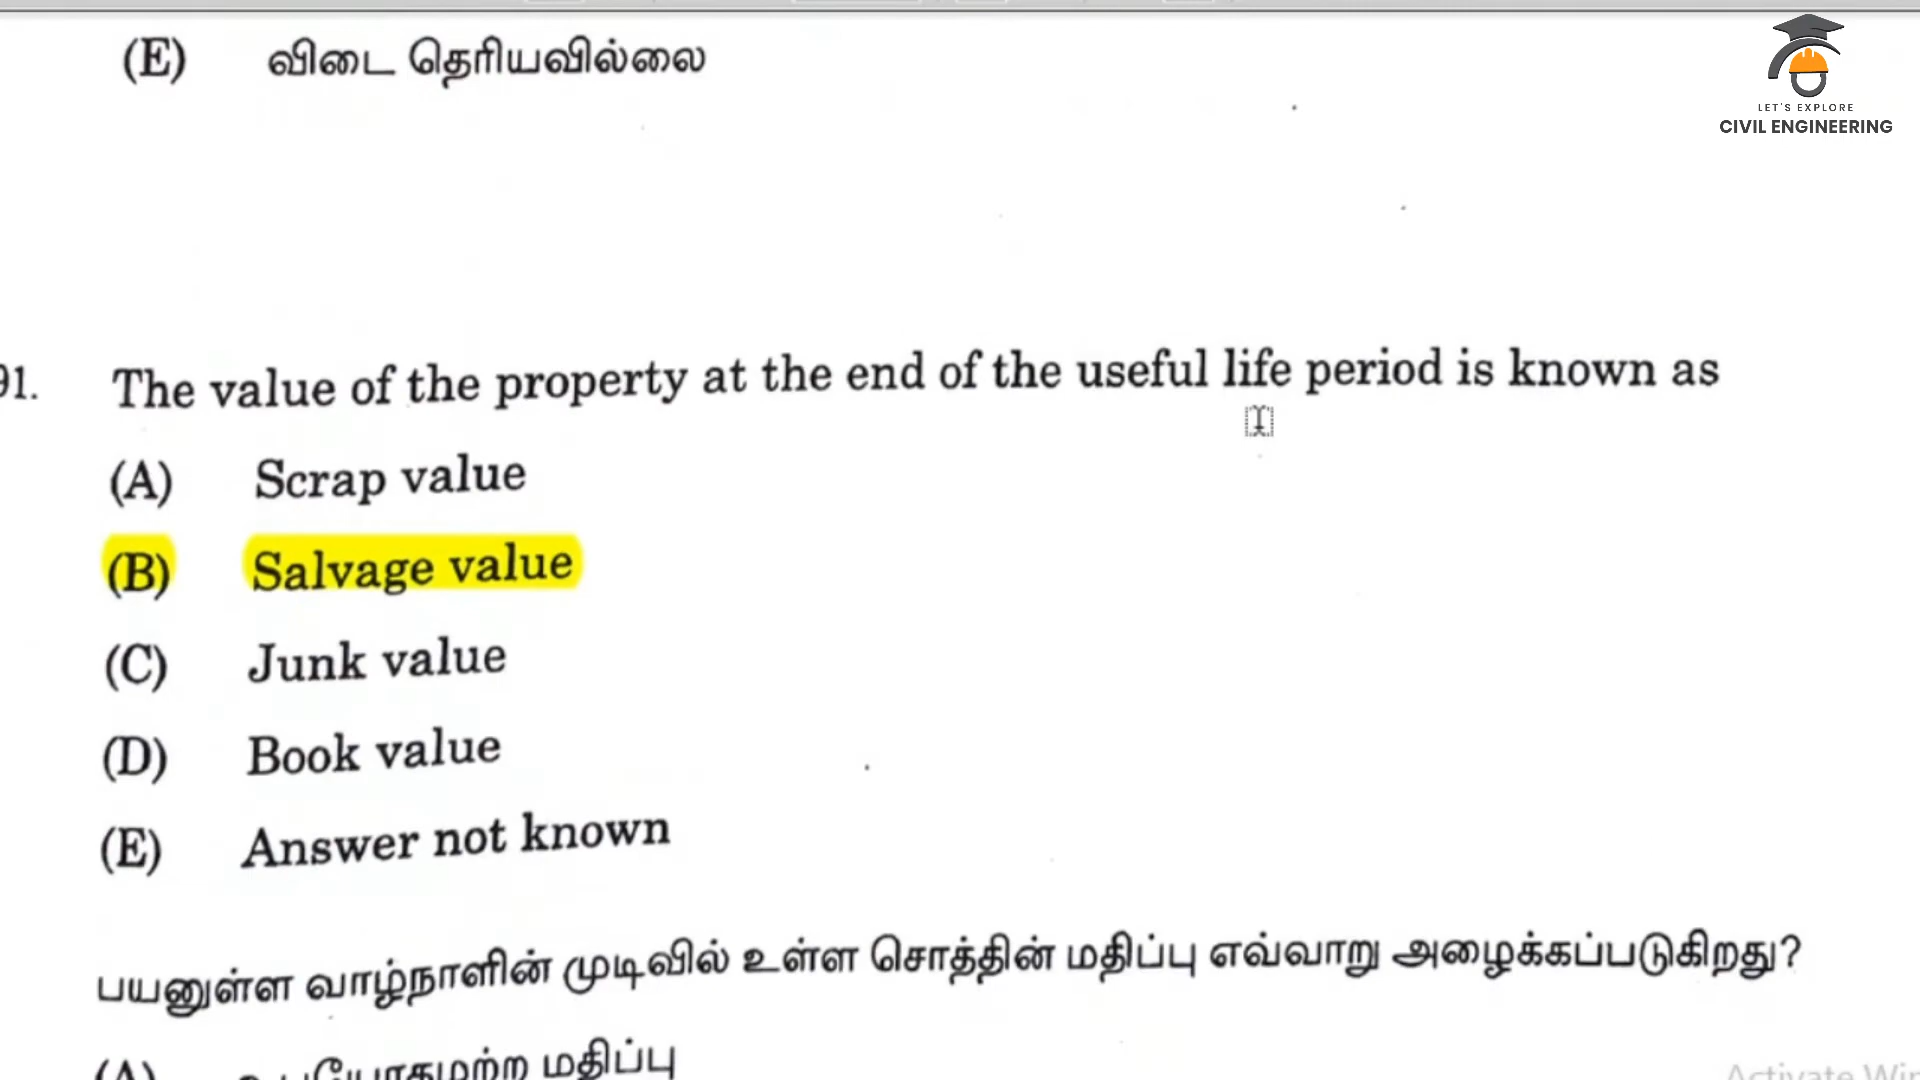 (E) விடை தெரியவில்லை
LET'S EXPLORE
CIVIL ENGINEERING
91. The value of the property at the end of the useful life period is known as
(A) Scrap value
(B) Salvage value
(C) Junk value
(D) Book value
(E) Answer not known
பயனுள்ள வாழ்நாளின் முடிவில் உள்ள சொத்தின் மதிப்பு எவ்வாறு அழைக்கப்படுகிறது?
(A) மதிப்பு
Activate